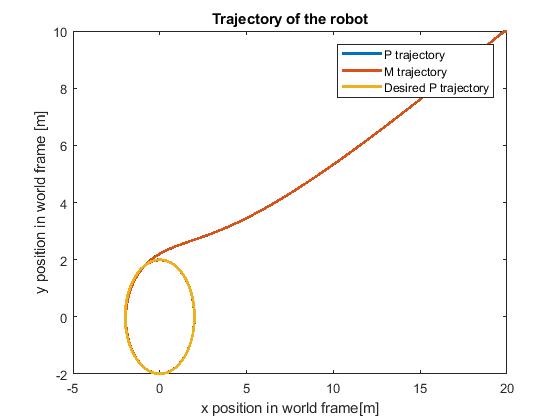 Trajectory of the robot
P trajectory
M trajectory
Desired P trajectory
y position in world frame [m]
10
8
6
4
2
0
-2
-5
0
5
10
15
20
x position in world frame[m]